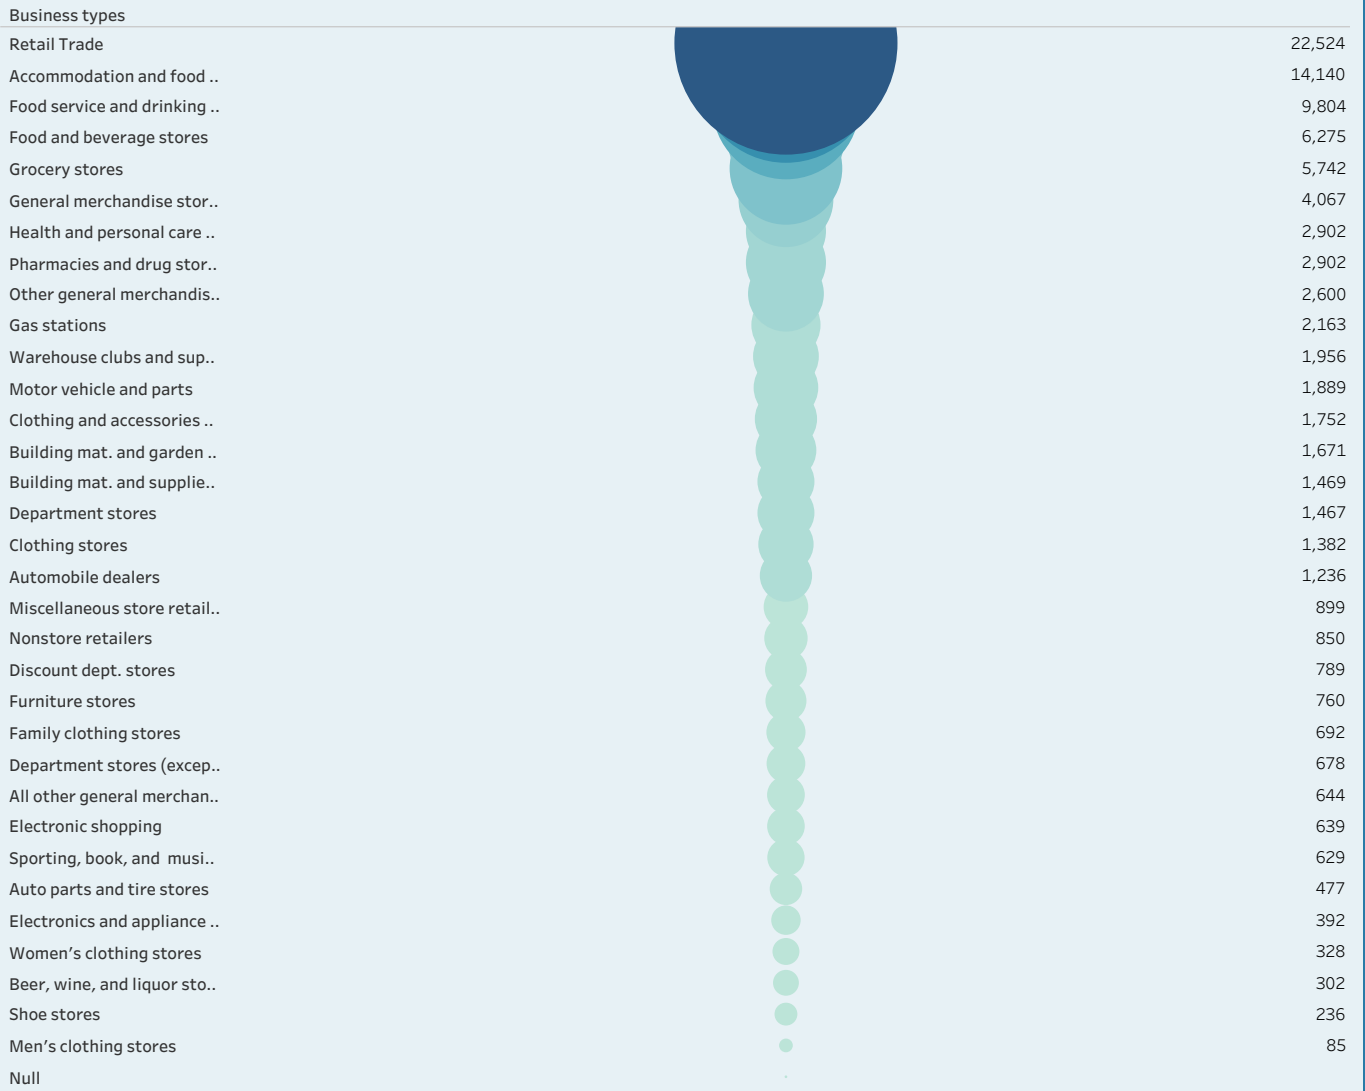 Business types
Retail Trade 22,524
Accommodation and food .. 14,140
Food service and drinking .. 9,804
Food and beverage stores 6,275
Grocery stores 5,742
General merchandise stor.. 4,067
Health and personal care .. 2,902
Pharmacies and drug stor.. 2,902
Other general merchandis.. 2,600
Gas stations 2,163
Warehouse clubs and sup.. 1,956
Motor vehicle and parts 1,889
Clothing and accessories .. 1,752
Building mat. and garden .. 1,671
Building mat. and supplie.. 1,469
Department stores 1,467
Clothing stores 1,382
Automobile dealers 1,236
Miscellaneous store retail.. 899
Nonstore retailers 850
Discount dept. stores 789
Furniture stores 760
Family clothing stores 692
Department stores (excep.. 678
All other general merchan.. 644
Electronic shopping 639
Sporting, book, and  musi.. 629
Auto parts and tire stores 477
Electronics and appliance .. 392
Women’s clothing stores 328
Beer, wine, and liquor sto.. 302
Shoe stores 236
Men’s clothing stores 85
Null